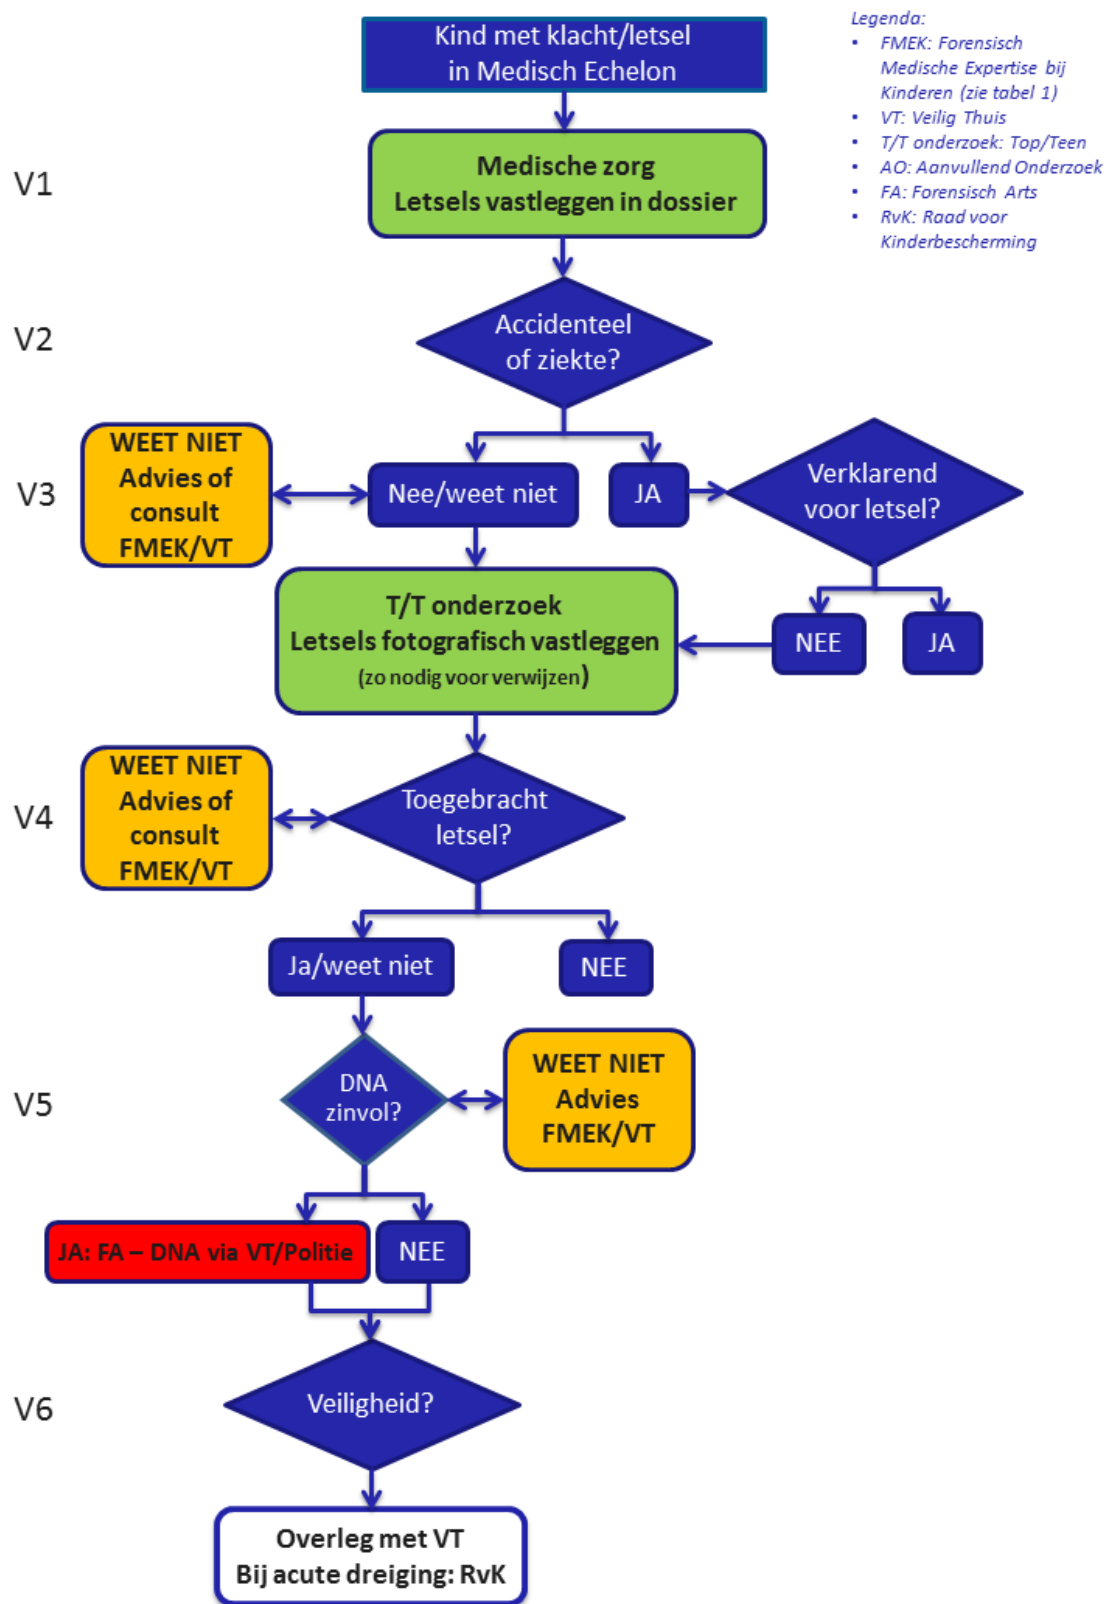 Kind met klacht/letsel
in Medisch Echelon
Legenda:
• FMEK: Forensisch
Medische Expertise bij
Kinderen (zie tabel 1)
• VT: Veilig Thuis
• T/T onderzoek: Top/Teen
• AO: Aanvullend Onderzoek
• FA: Forensisch Arts
• RvK: Raad voor
Kinderbescherming
V1
Medische zorg
Letsels vastleggen in dossier
V2
Accidenteel
of ziekte?
V3
WEET NIET
Advies of
consult
FMEK/VT
Nee/weet niet
JA
Verklarend
voor letsel?
T/T onderzoek
Letsels fotografisch vastleggen
(zo nodig voor verwijzen)
NEE
JA
V4
WEET NIET
Advies of
consult
FMEK/VT
Toegebracht
letsel?
Ja/weet niet
NEE
V5
DNA
zinvol?
WEET NIET
Advies
FMEK/VT
JA: FA – DNA via VT/Politie
NEE
V6
Veiligheid?
Overleg met VT
Bij acute dreiging: RvK